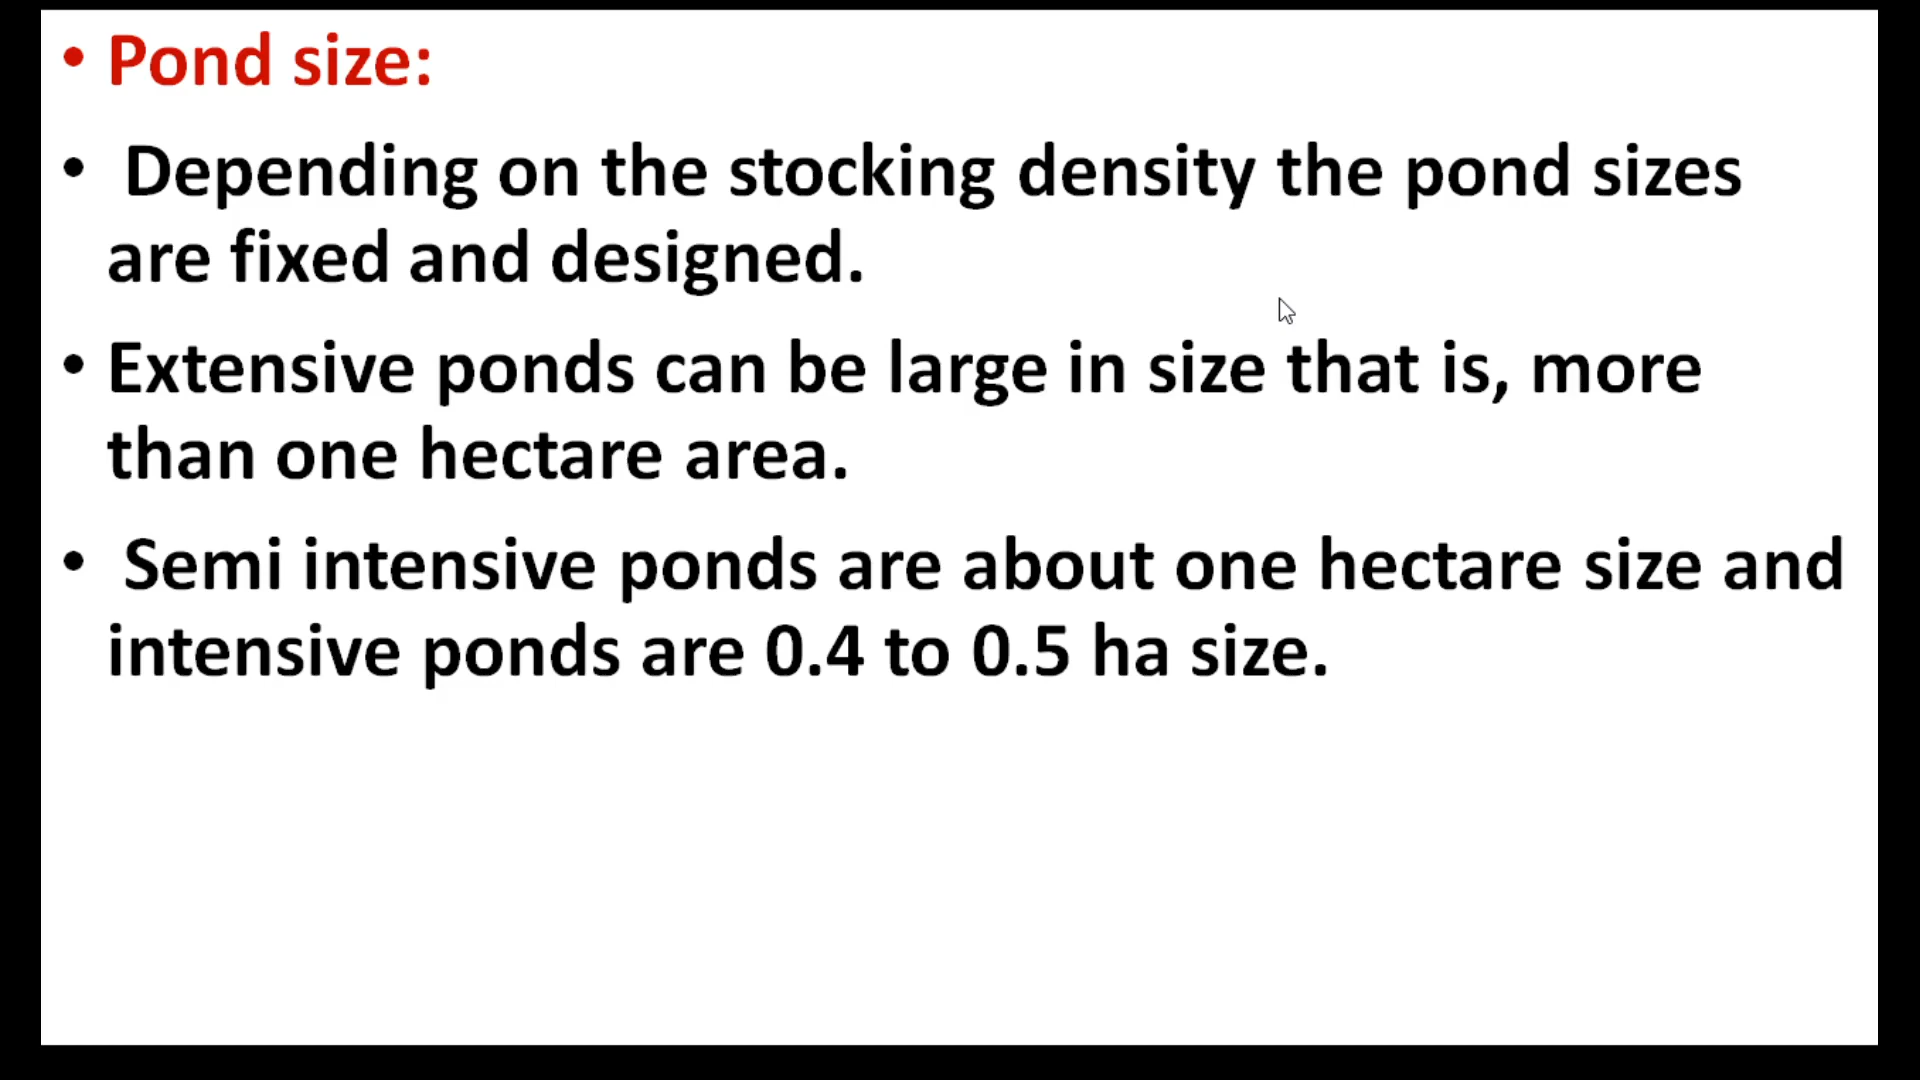 • Pond size:
• Depending on the stocking density the pond sizes
are fixed and designed.
• Extensive ponds can be large in size that is, more
than one hectare area.
• Semi intensive ponds are about one hectare size and
intensive ponds are 0.4 to 0.5 ha size.